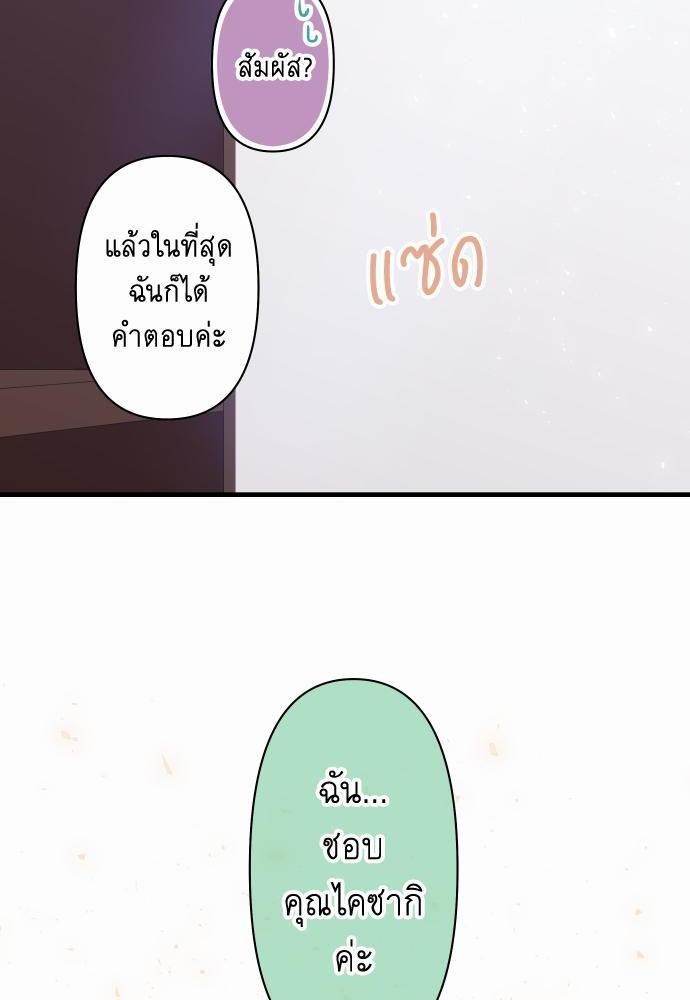 สัมผัส?
แล้วในที่สุด
ฉันก็ได้
คำตอบค่ะ
แซ่ด
ฉัน...
ชอบ
คุณไคซากิ
ค่ะ